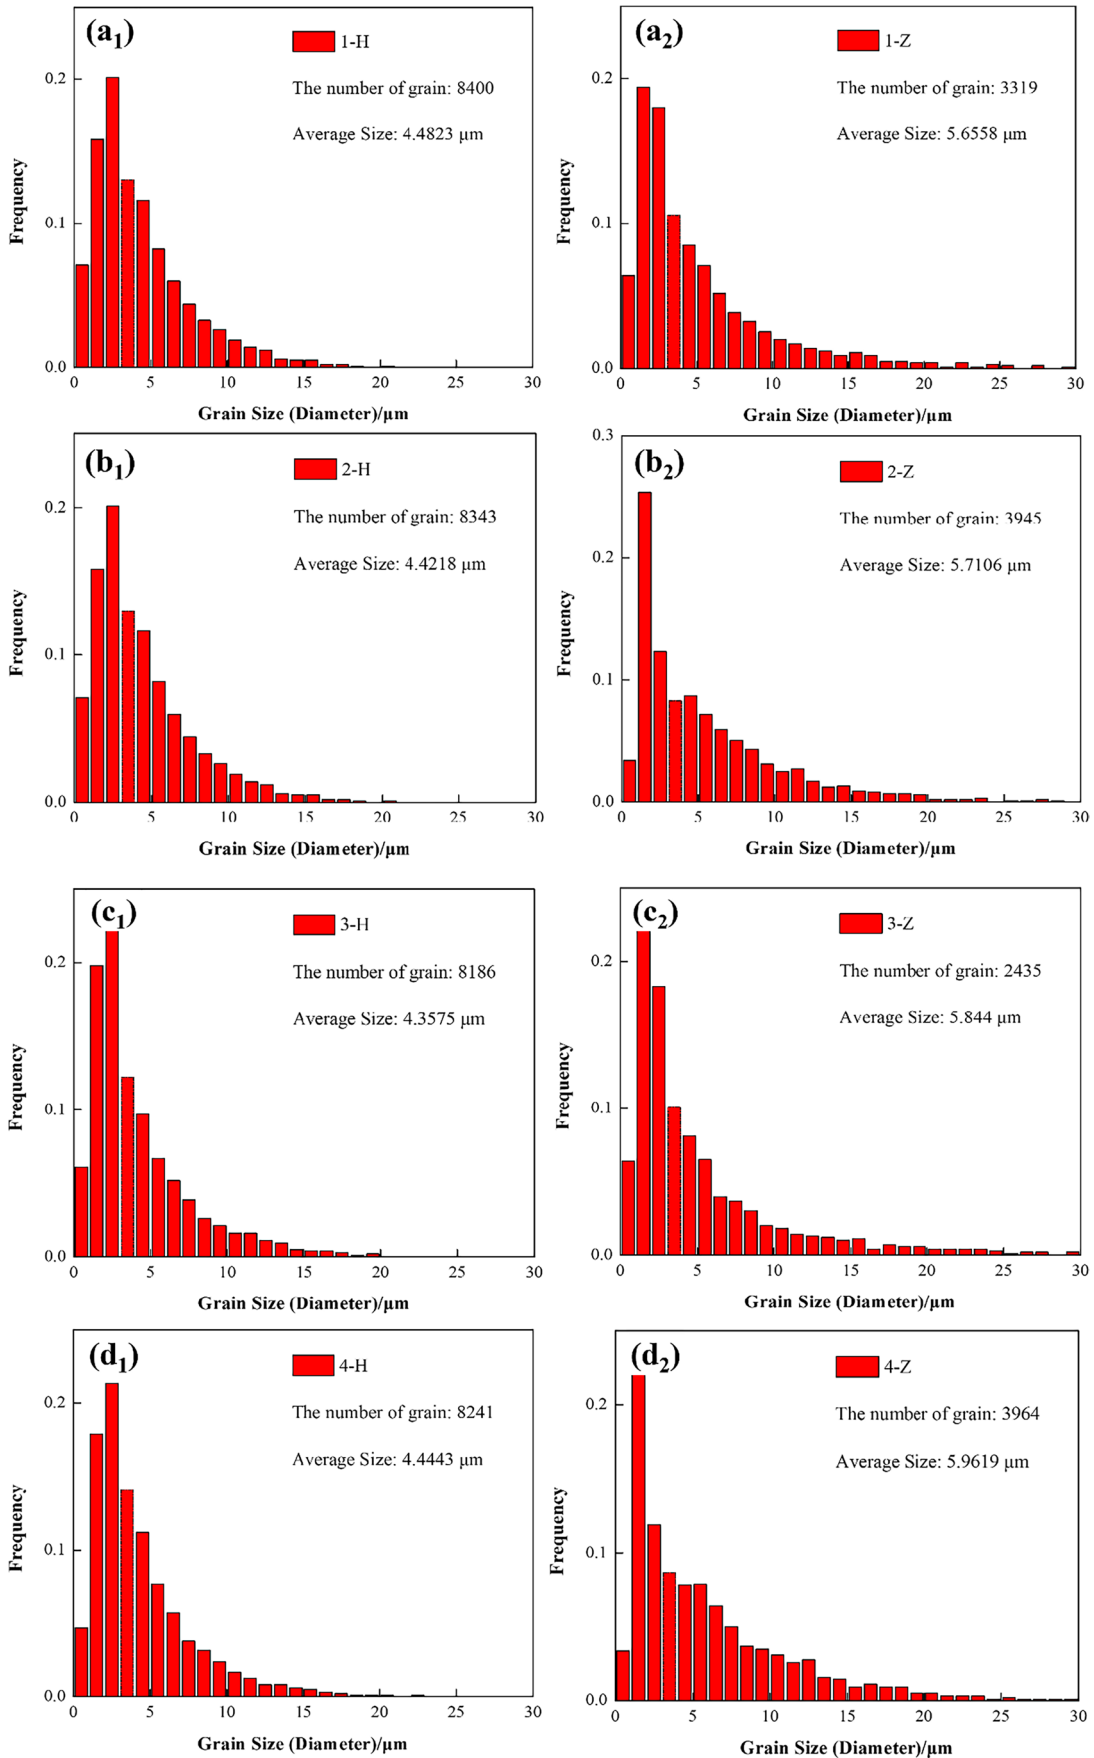 (a1)
1-H
The number of grain: 8400
Average Size: 4.4823 μm
Frequency
0.2
0.1
0.0
0 5 10 15 20 25 30
Grain Size (Diameter)/μm
(a2)
1-Z
The number of grain: 3319
Average Size: 5.6558 μm
Frequency
0.2
0.1
0.0
0 5 10 15 20 25 30
Grain Size (Diameter)/μm
(b1)
2-H
The number of grain: 8343
Average Size: 4.4218 μm
Frequency
0.2
0.1
0.0
0 5 10 15 20 25 30
Grain Size (Diameter)/μm
(b2)
2-Z
The number of grain: 3945
Average Size: 5.7106 μm
Frequency
0.3
0.2
0.1
0.0
0 5 10 15 20 25 30
Grain Size (Diameter)/μm
(c1)
3-H
The number of grain: 8186
Average Size: 4.3575 μm
Frequency
0.2
0.1
0.0
0 5 10 15 20 25 30
Grain Size (Diameter)/μm
(c2)
3-Z
The number of grain: 2435
Average Size: 5.844 μm
Frequency
0.2
0.1
0.0
0 5 10 15 20 25 30
Grain Size (Diameter)/μm
(d1)
4-H
The number of grain: 8241
Average Size: 4.4443 μm
Frequency
0.2
0.1
0.0
0 5 10 15 20 25 30
Grain Size (Diameter)/μm
(d2)
4-Z
The number of grain: 3964
Average Size: 5.9619 μm
Frequency
0.2
0.1
0.0
0 5 10 15 20 25 30
Grain Size (Diameter)/μm